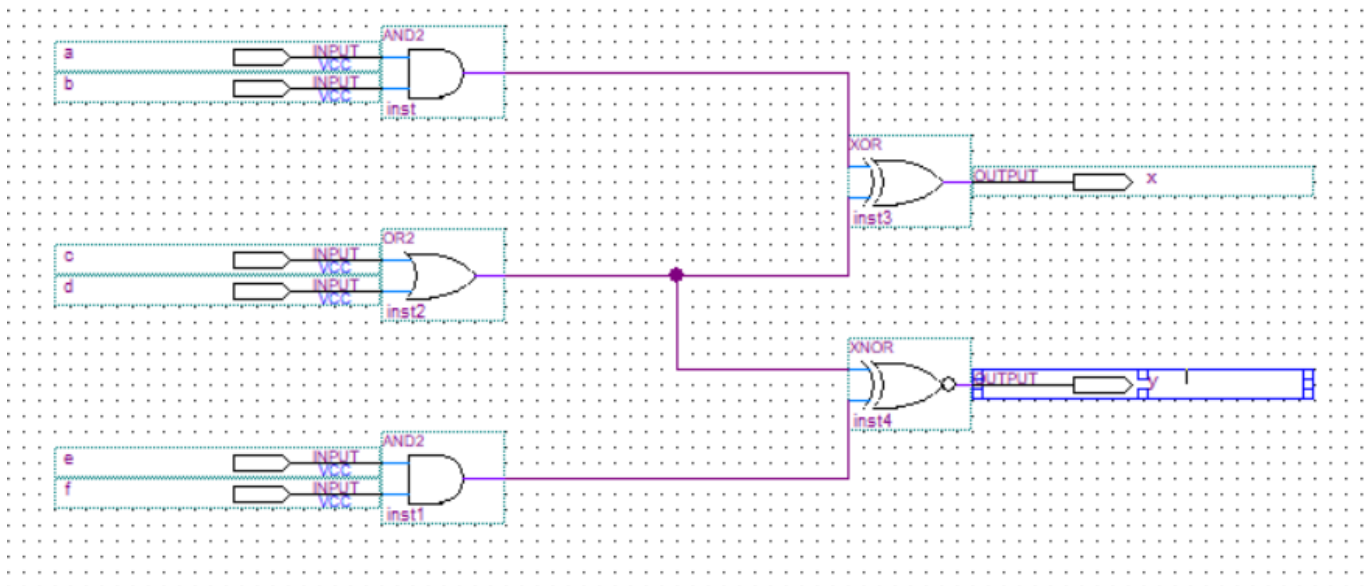 AND2
a INPUT
VCC
b INPUT
VCC
inst
XOR
OUTPUT x
inst3
OR2
c INPUT
VCC
d INPUT
VCC
inst2
XNOR
OUTPUT y
inst4
AND2
e INPUT
VCC
f INPUT
VCC
inst1